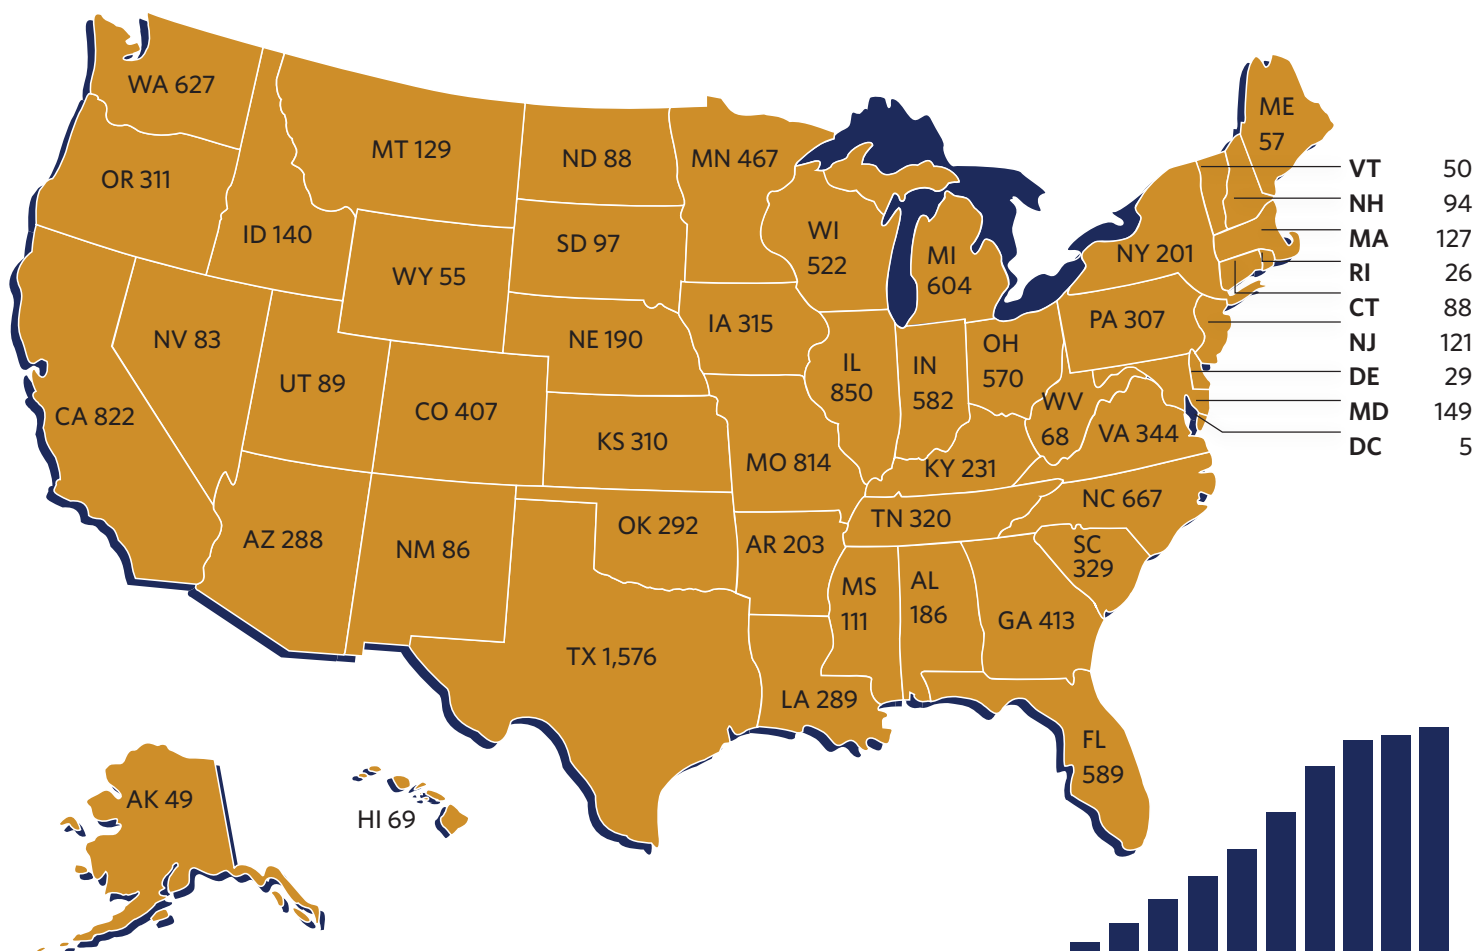 WA 627
OR 311
MT 129
ID 140
WY 55
ND 88
SD 97
NE 190
MN 467
WI
522
MI
604
IA 315
NV 83
UT 89
CO 407
CA 822
KS 310
MO 814
IL
850
IN
582
OH
570
ME
57
NY 201
PA 307
WV
68
VA 344
KY 231
NC 667
TN 320
SC
329
AZ 288
NM 86
OK 292
AR 203
MS
111
AL
186
GA 413
TX 1,576
LA 289
FL
589
AK 49
HI 69
VT 50
NH 94
MA 127
RI 26
CT 88
NJ 121
DE 29
MD 149
DC 5